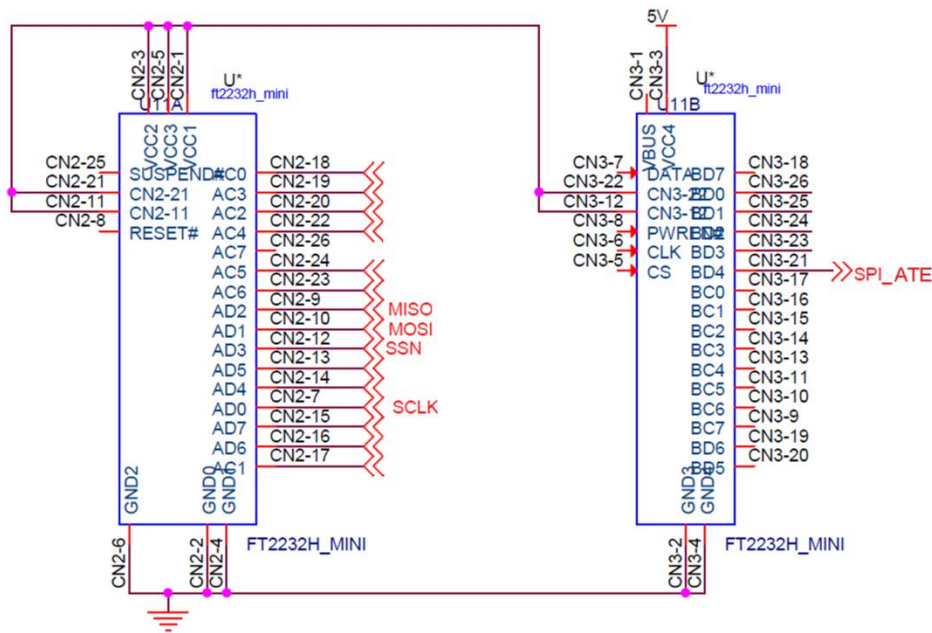 5V
CN2-3
CN2-5
CN2-1
CN3-1
CN3-3
U*
ft2232h_mini
U11A
U*
ft2232h_mini
U11B
VCC2
VCC3
VCC1
VBUS
VCC4
CN2-25
SUSPEND#
AC0
CN2-18
CN2-21
CN2-21
AC3
CN2-19
CN2-11
CN2-11
AC2
CN2-20
CN2-8
RESET#
AC4
CN2-22
AC7
CN2-26
AC5
CN2-24
AC6
CN2-23
AD2
CN2-9
MISO
AD1
CN2-10
MOSI
AD3
CN2-12
SSN
AD5
CN2-13
AD4
CN2-14
AD0
CN2-7
SCLK
AD7
CN2-15
AD6
CN2-16
AC1
CN2-17
GND2
GND0
GND1
CN2-6
CN2-2
CN2-4
FT2232H_MINI
CN3-7
DATA
BD7
CN3-18
CN3-22
CN3-22
BD0
CN3-26
CN3-12
CN3-12
BD1
CN3-25
CN3-8
PWREN#
BD2
CN3-24
CN3-6
CLK
BD3
CN3-23
CN3-5
CS
BD4
CN3-21
SPI_ATE
BC0
CN3-17
BC1
CN3-16
BC2
CN3-15
BC3
CN3-14
BC4
CN3-13
BC5
CN3-11
BC6
CN3-10
BC7
CN3-9
BD6
CN3-19
BD5
CN3-20
GND3
CN3-2
CN3-4
FT2232H_MINI